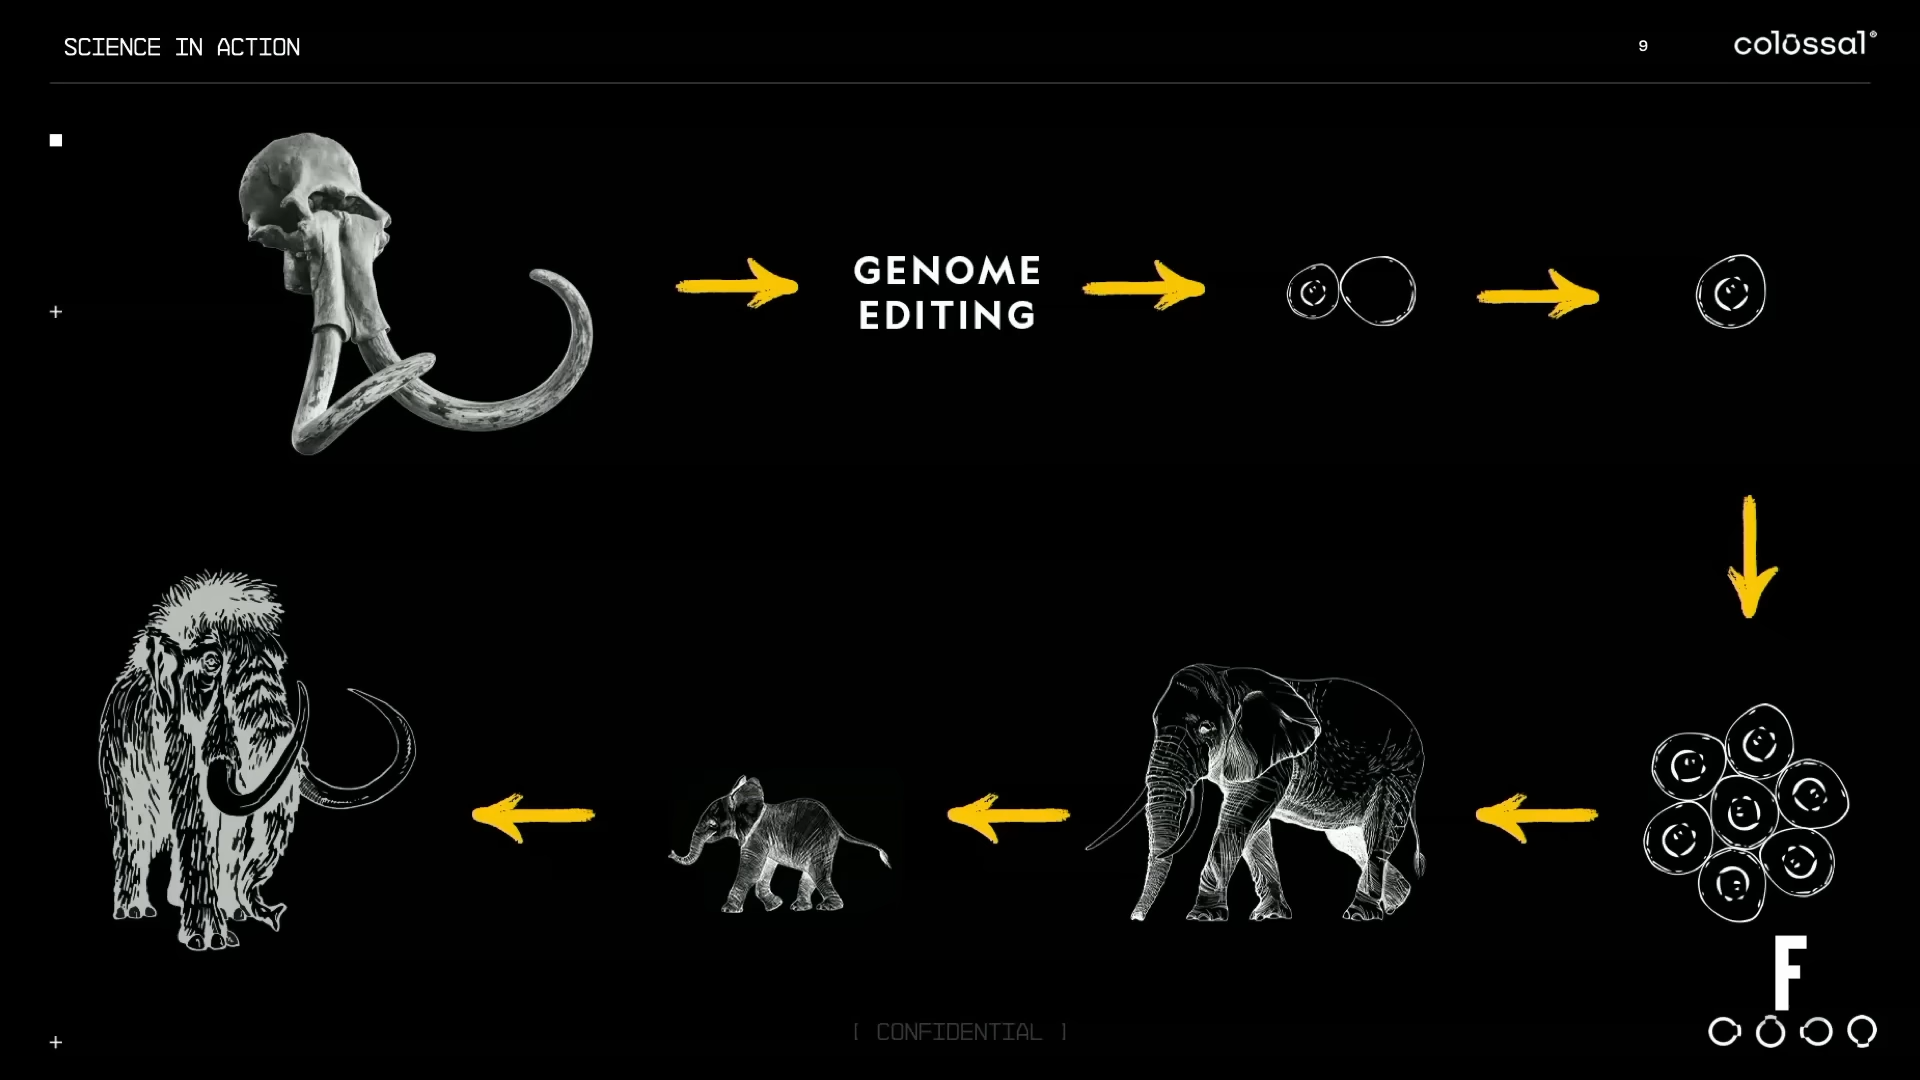 SCIENCE IN ACTION
9
colossal®
GENOME
EDITING
F
[ CONFIDENTIAL ]